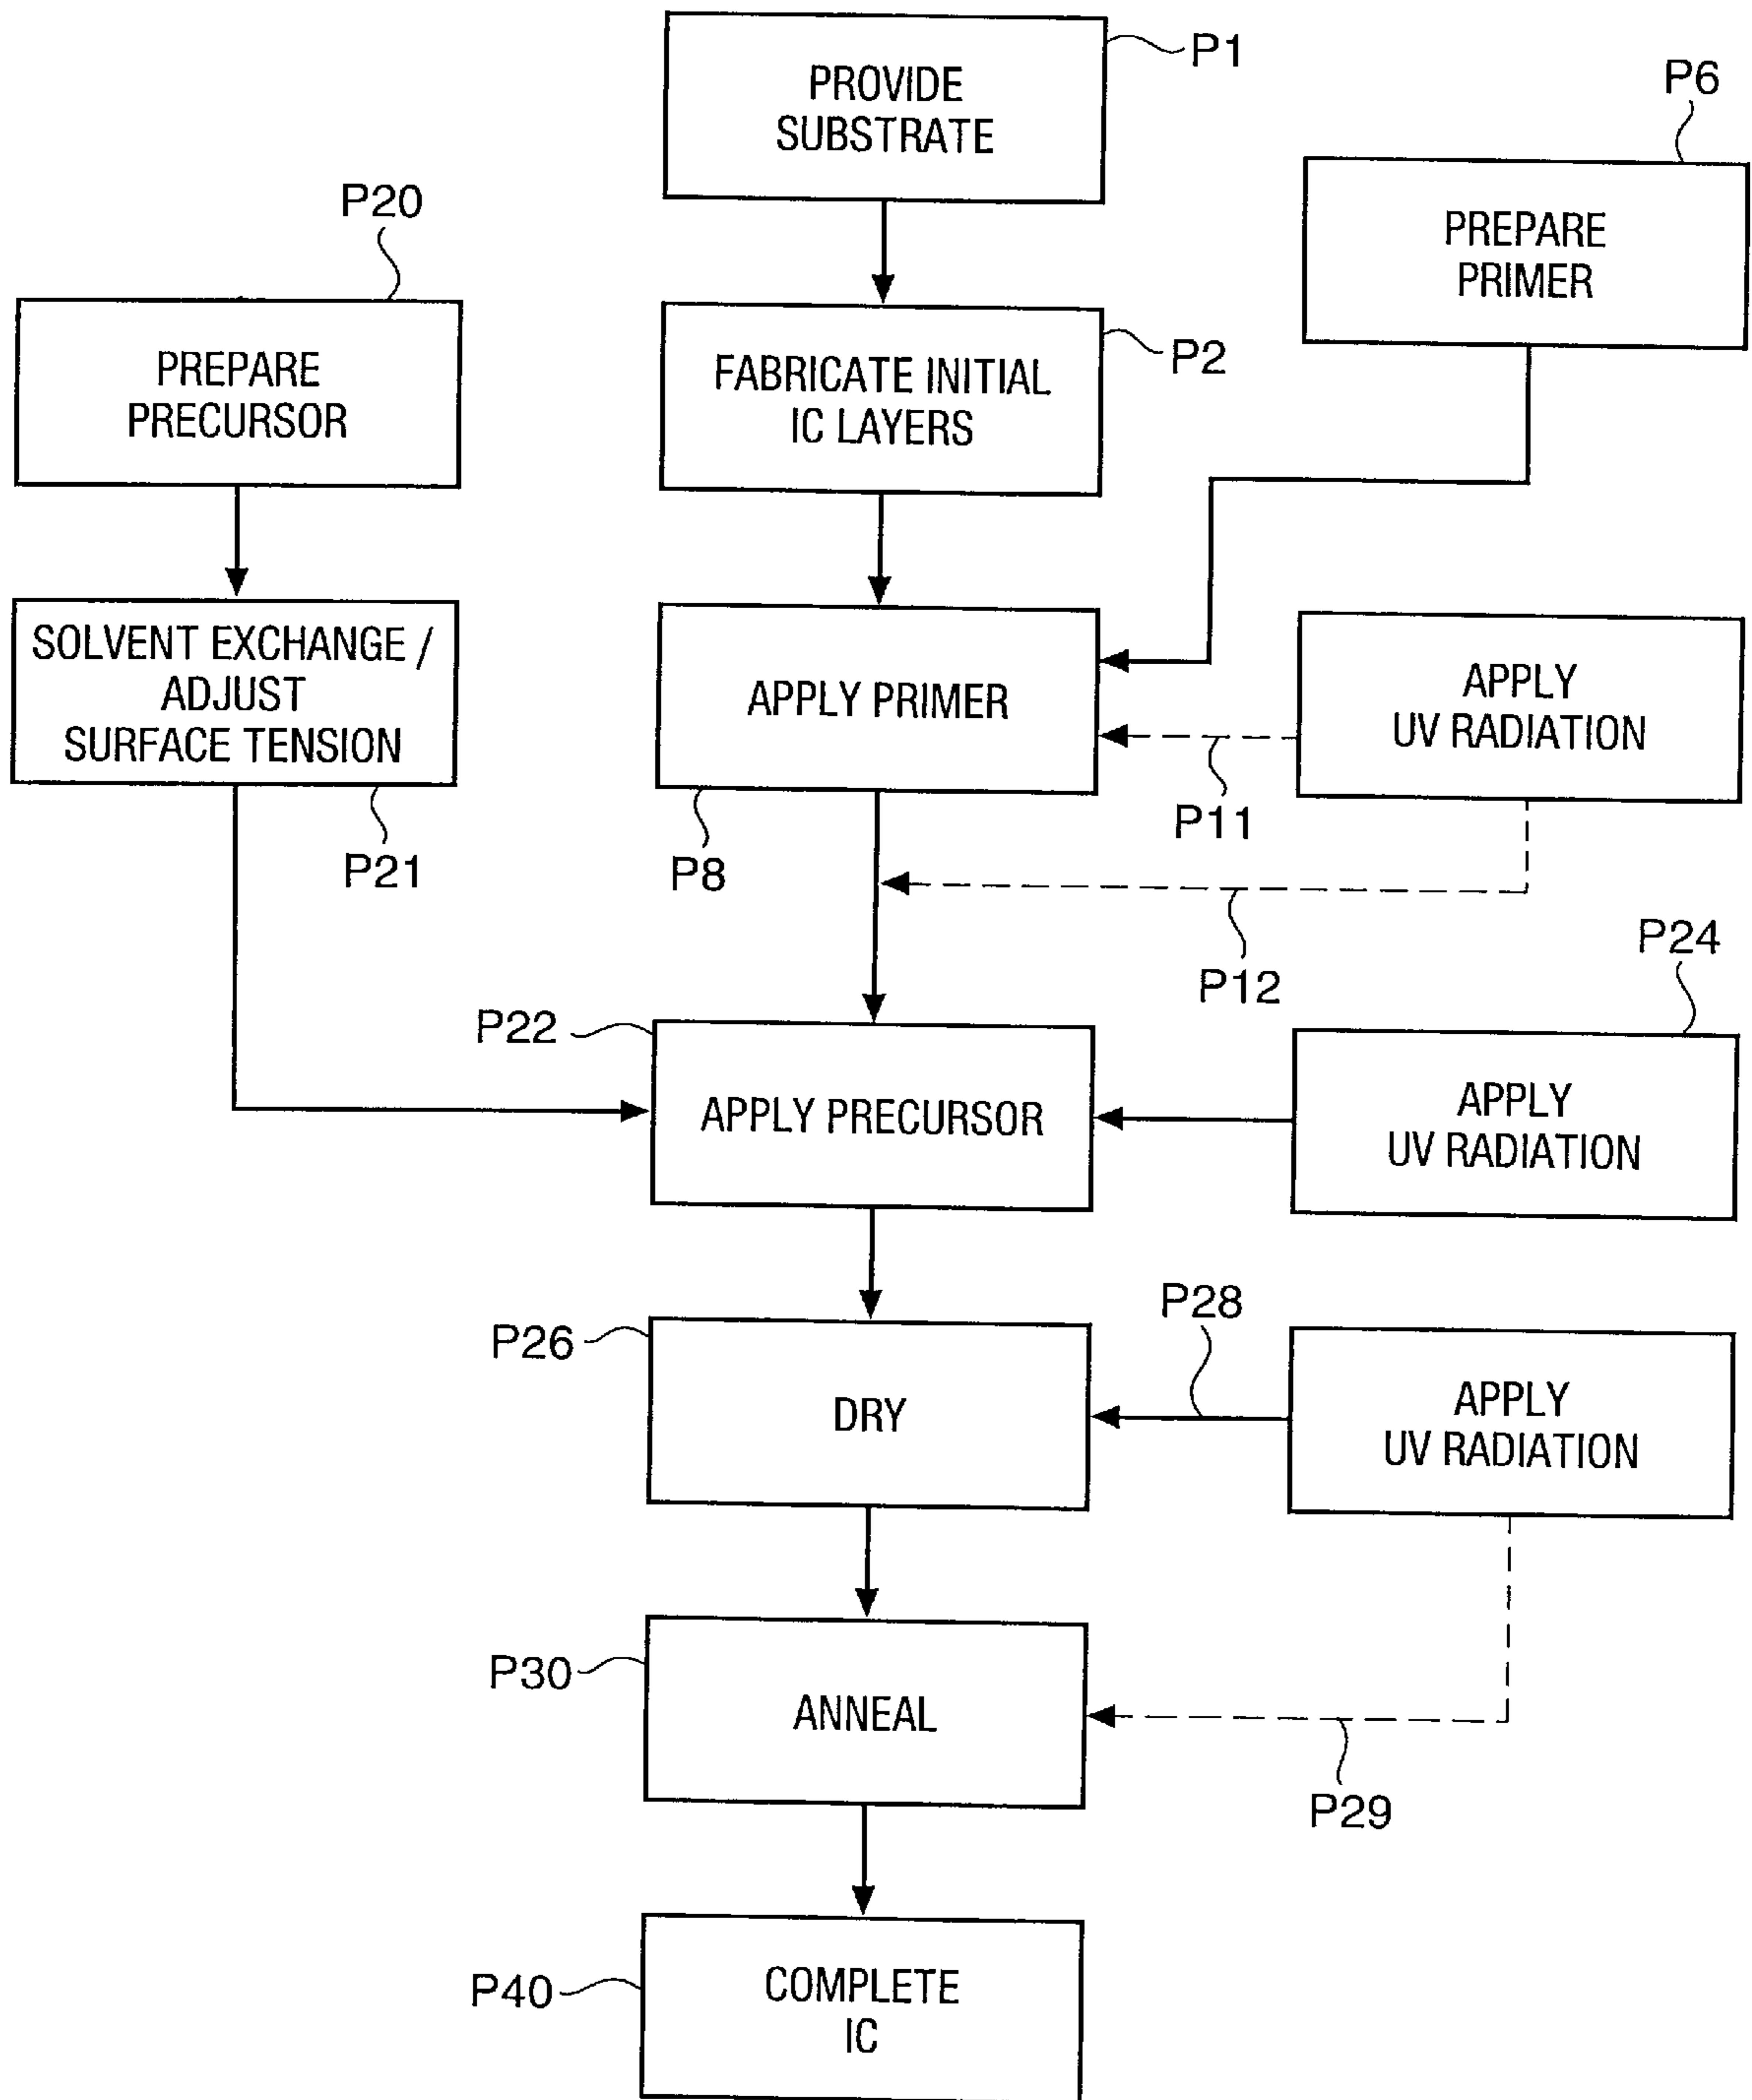 P1
PROVIDE
SUBSTRATE
P6
PREPARE
PRIMER
P20
PREPARE
PRECURSOR
P2
FABRICATE INITIAL
IC LAYERS
SOLVENT EXCHANGE /
ADJUST
SURFACE TENSION
P21
APPLY PRIMER
P8
APPLY
UV RADIATION
P11
P12
P22
APPLY PRECURSOR
P24
APPLY
UV RADIATION
P26
DRY
P28
APPLY
UV RADIATION
P30
ANNEAL
P29
P40
COMPLETE
IC